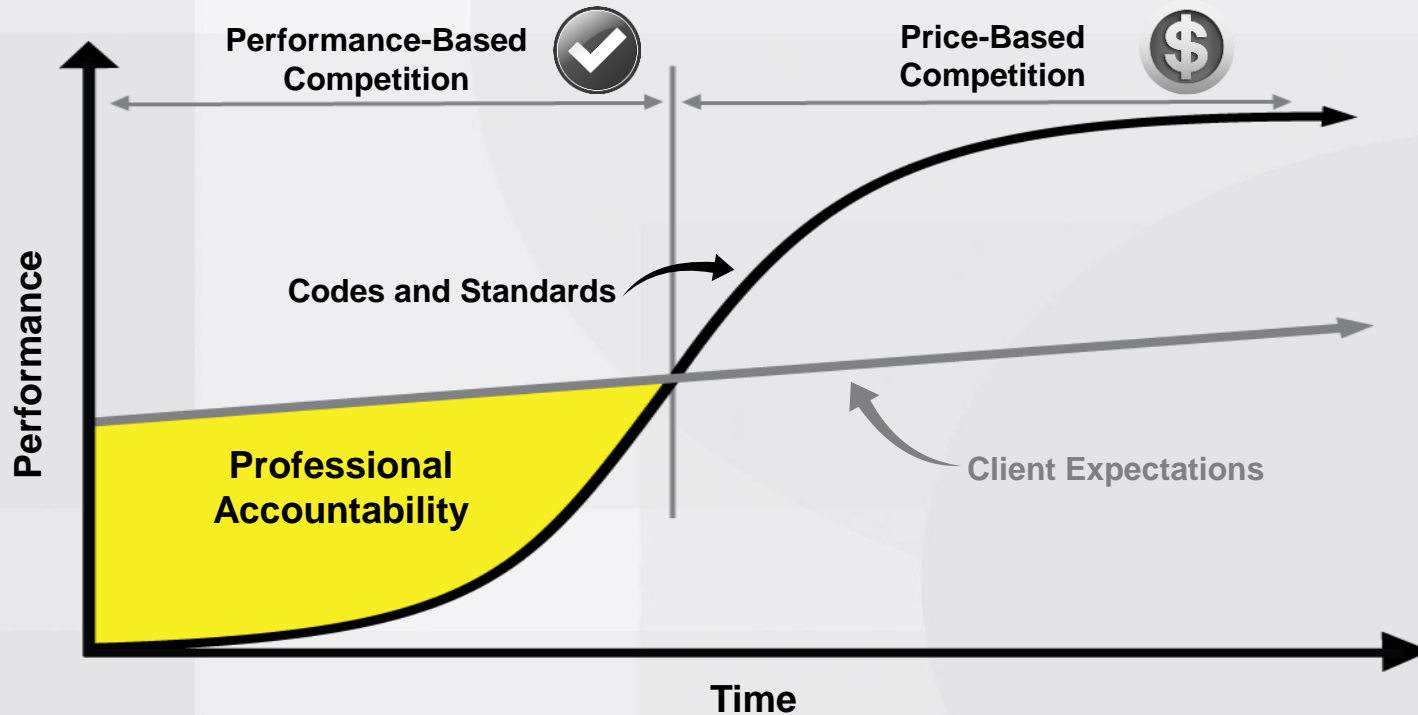 Performance-Based
Competition
Price-Based
Competition
$
Codes and Standards
Performance
Professional
Accountability
Client Expectations
Time